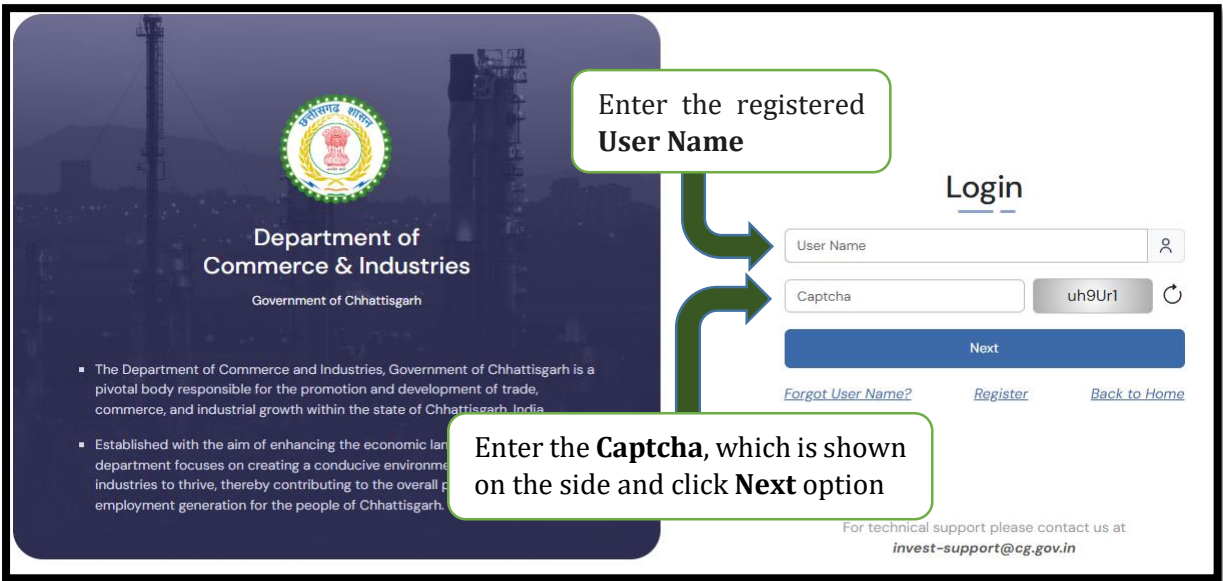 छत्तीसगढ़ शासन
Department of
Commerce & Industries
Government of Chhattisgarh
▪ The Department of Commerce and Industries, Government of Chhattisgarh is a
pivotal body responsible for the promotion and development of trade,
commerce, and industrial growth within the state of Chhattisgarh, India
▪ Established with the aim of enhancing the economic
department focuses on creating a conducive
industries to thrive, thereby contributing to the overall
employment generation for the people of Chhattisgarh.
Enter the registered
User Name
Login
User Name
Captcha
uh9Ur1
Next
Forgot User Name? Register Back to Home
Enter the Captcha, which is shown
on the side and click Next option
For technical support please contact us at
invest-support@cg.gov.in